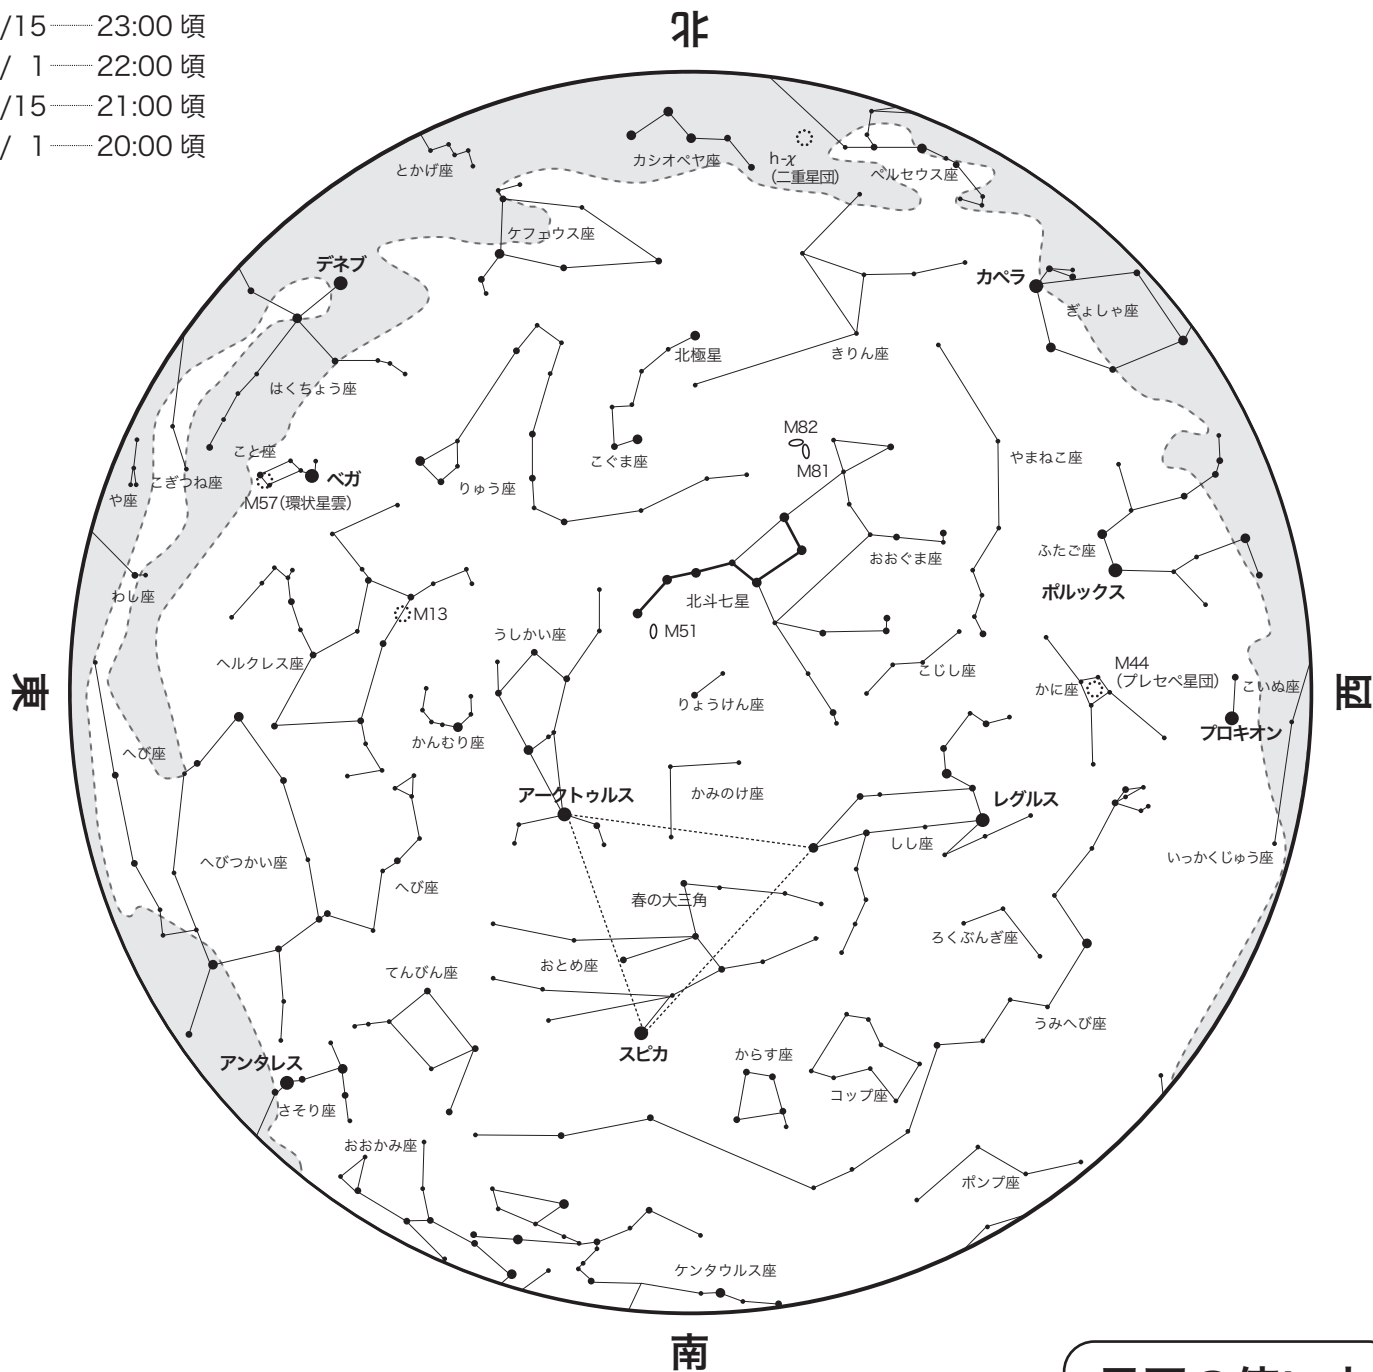 /15 23:00 頃
/ 1 22:00 頃
/15 21:00 頃
/ 1 20:00 頃
北
とかげ座
カシオペヤ座
h-χ
(二重星団)
ペルセウス座
ケフェウス座
デネブ
カペラ
ぎょしゃ座
北極星
きりん座
はくちょう座
こと座
ベガ
M57(環状星雲)
こぎつね座
や座
りゅう座
こぐま座
M82
M81
やまねこ座
おおぐま座
ふたご座
ポルックス
わし座
M13
北斗七星
M51
うしかい座
ヘルクレス座
こじし座
M44
(プレセペ星団)
かに座
こいぬ座
プロキオン
東
西
りょうけん座
かんむり座
へび座
アークトゥルス
かみのけ座
レグルス
しし座
いっかくじゅう座
へびつかい座
へび座
春の大三角
ろくぶんぎ座
おとめ座
てんびん座
うみへび座
スピカ
からす座
アンタレス
コップ座
さそり座
おおかみ座
ポンプ座
ケンタウルス座
南